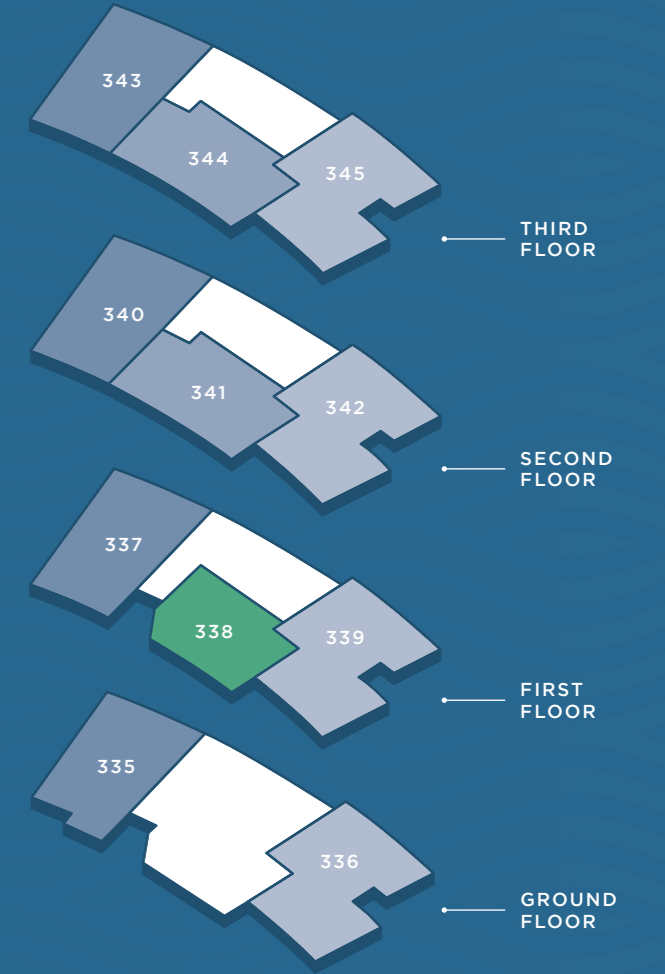 343
344
345
THIRD
FLOOR
340
341
342
SECOND
FLOOR
337
338
339
FIRST
FLOOR
335
336
GROUND
FLOOR